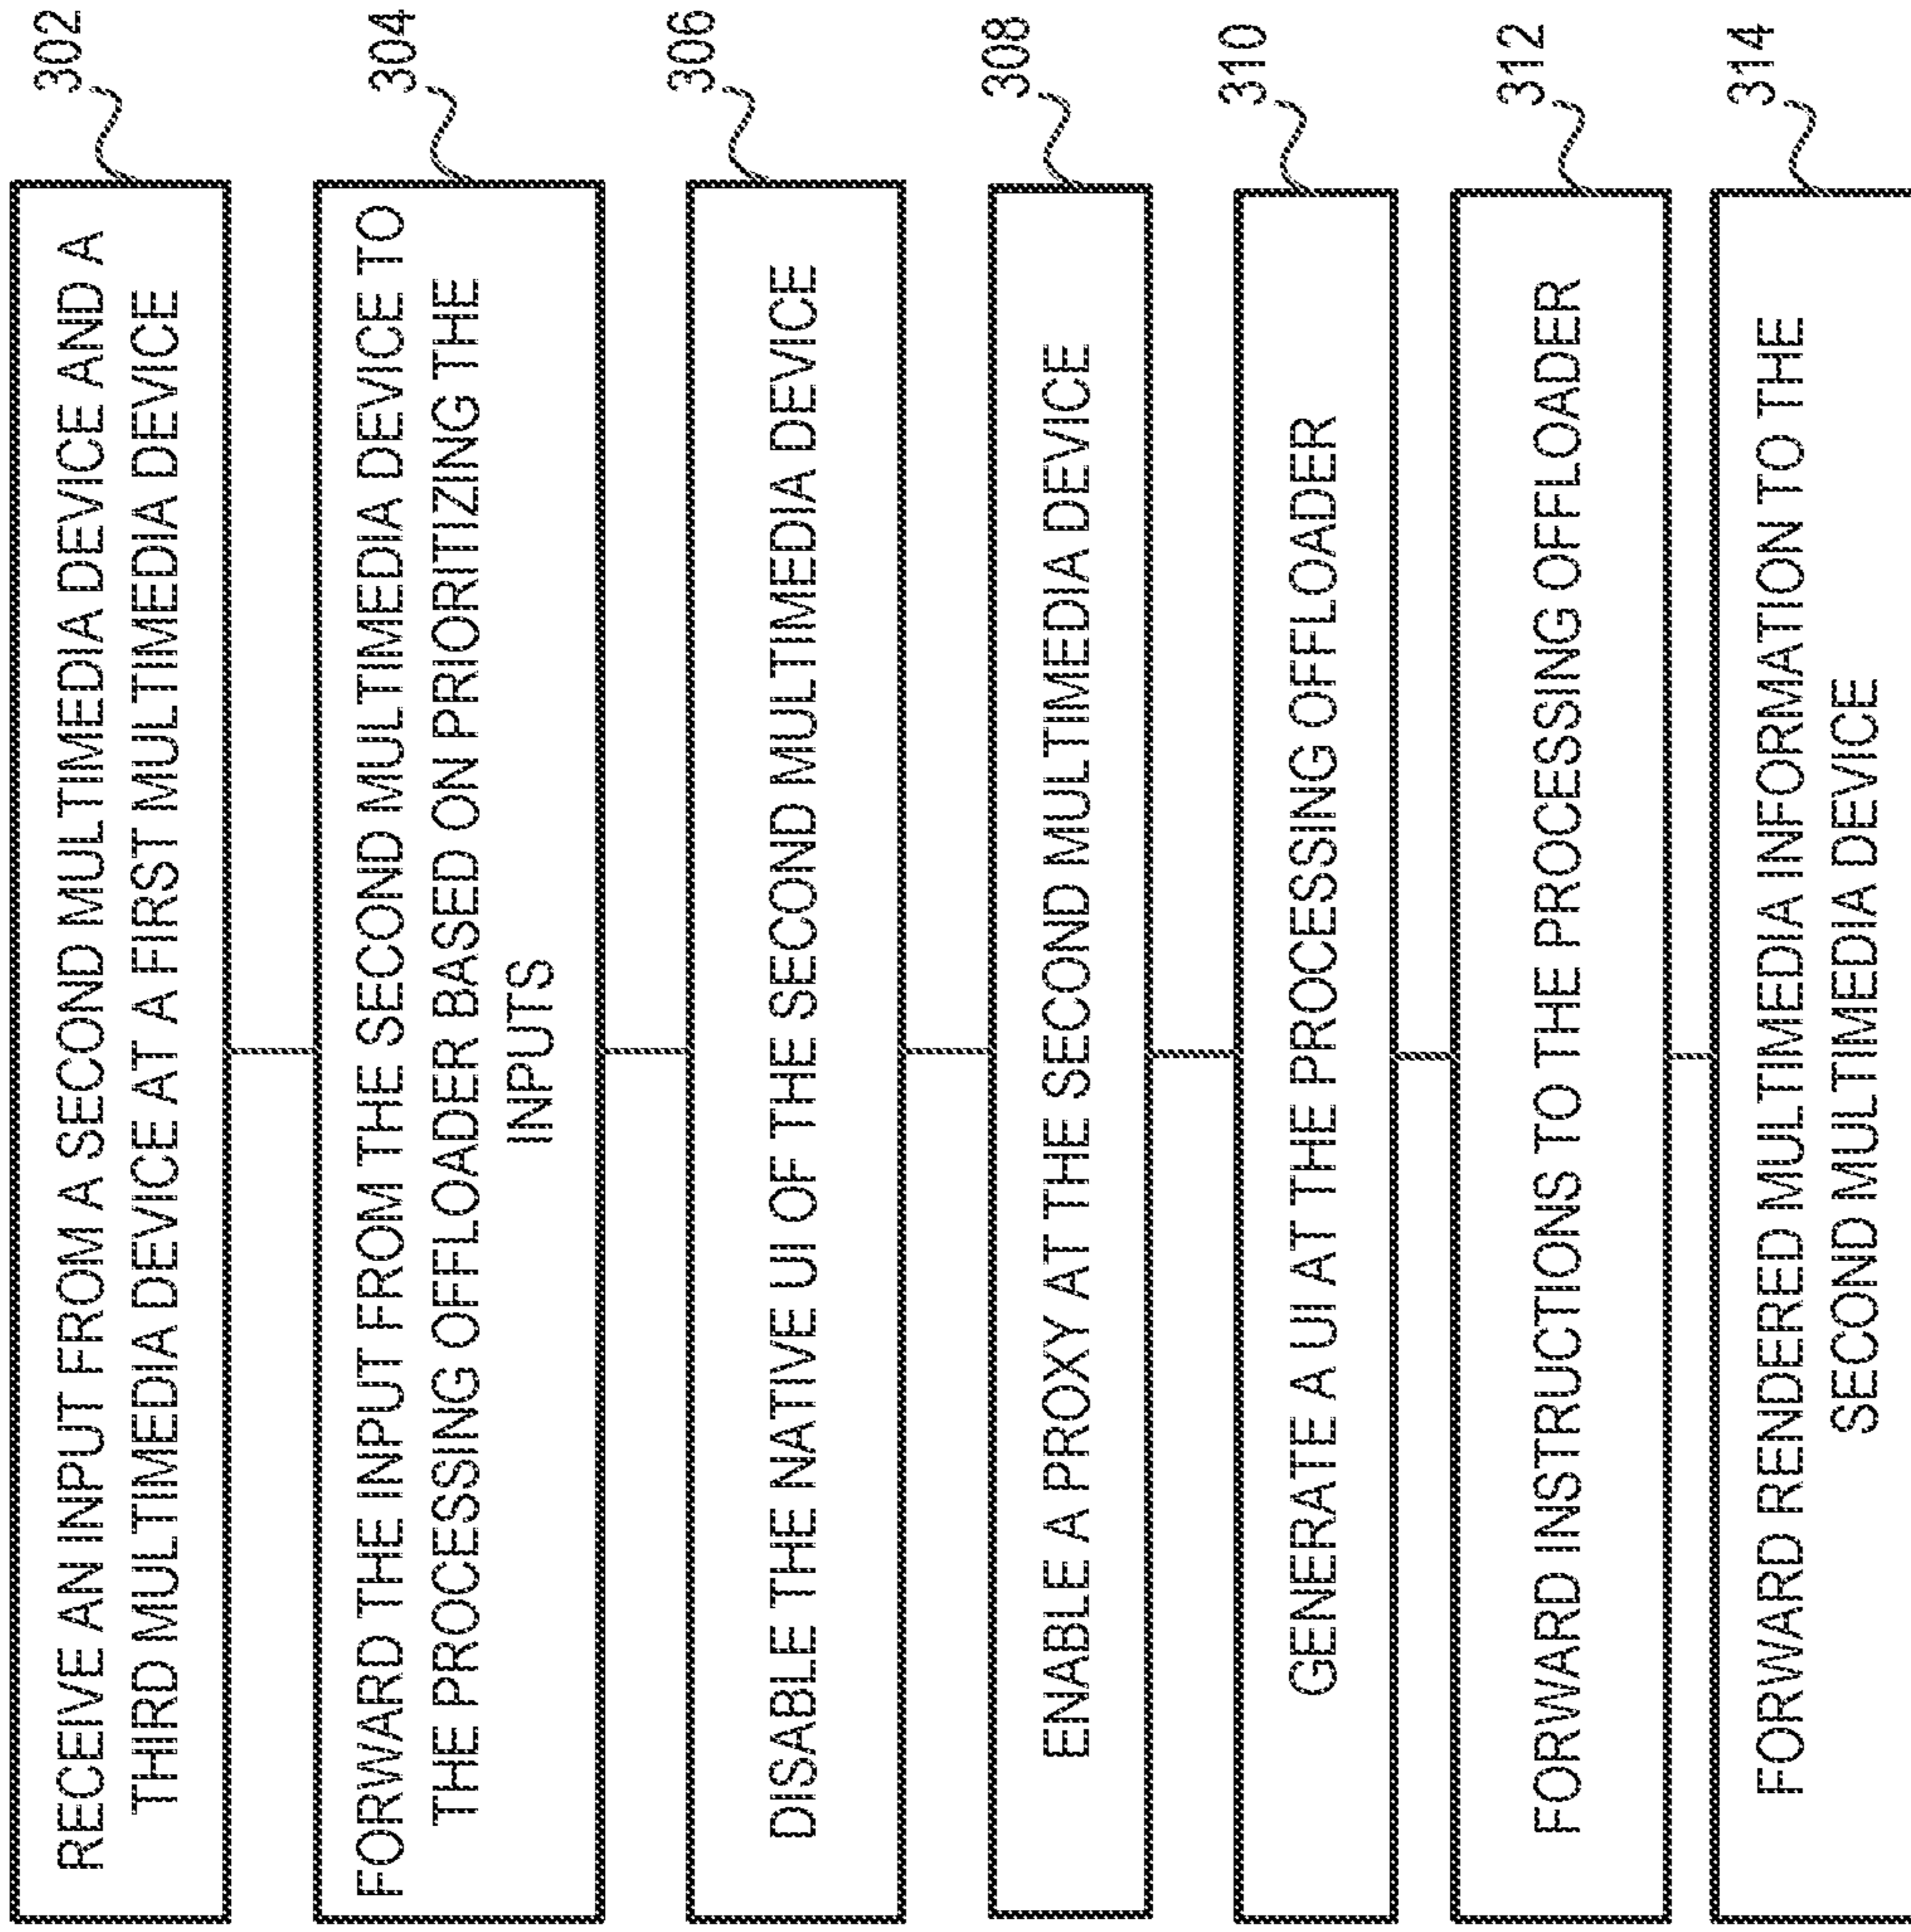 302
RECEIVE AN INPUT FROM A SECOND MULTIMEDIA DEVICE AND A
THIRD MULTIMEDIA DEVICE AT A FIRST MULTIMEDIA DEVICE
304
FORWARD THE INPUT FROM THE SECOND MULTIMEDIA DEVICE TO
THE PROCESSING OFFLOADER BASED ON PRIORITIZING THE
INPUTS
306
DISABLE THE NATIVE UI OF THE SECOND MULTIMEDIA DEVICE
308
ENABLE A PROXY AT THE SECOND MULTIMEDIA DEVICE
310
GENERATE A UI AT THE PROCESSING OFFLOADER
312
FORWARD INSTRUCTIONS TO THE PROCESSING OFFLOADER
314
FORWARD RENDERED MULTIMEDIA INFORMATION TO THE
SECOND MULTIMEDIA DEVICE